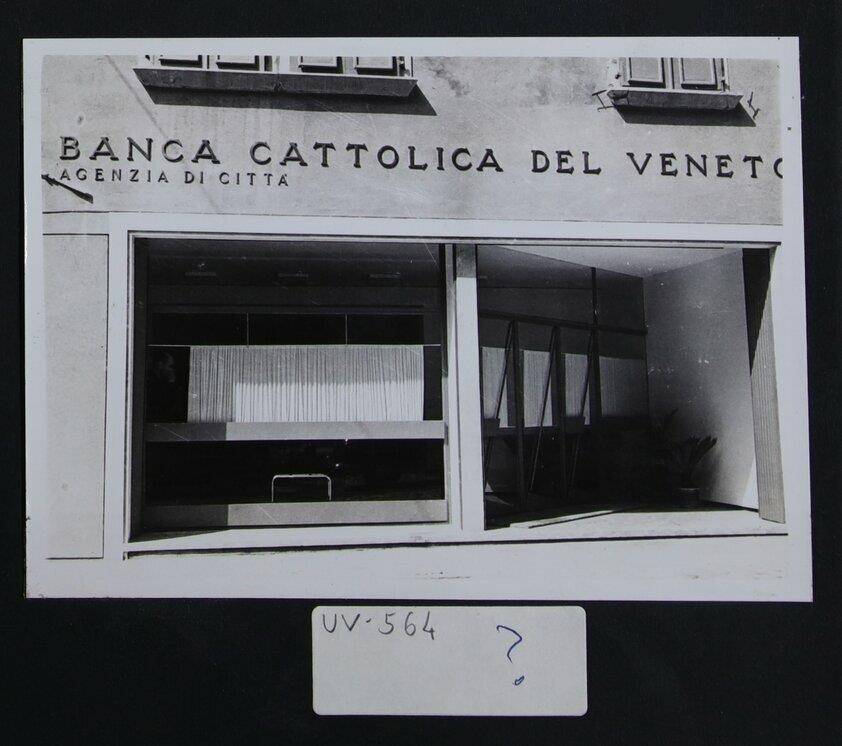 BANCA CATTOLICA DEL VENETO
AGENZIA DI CITTÀ
UV-564 ?